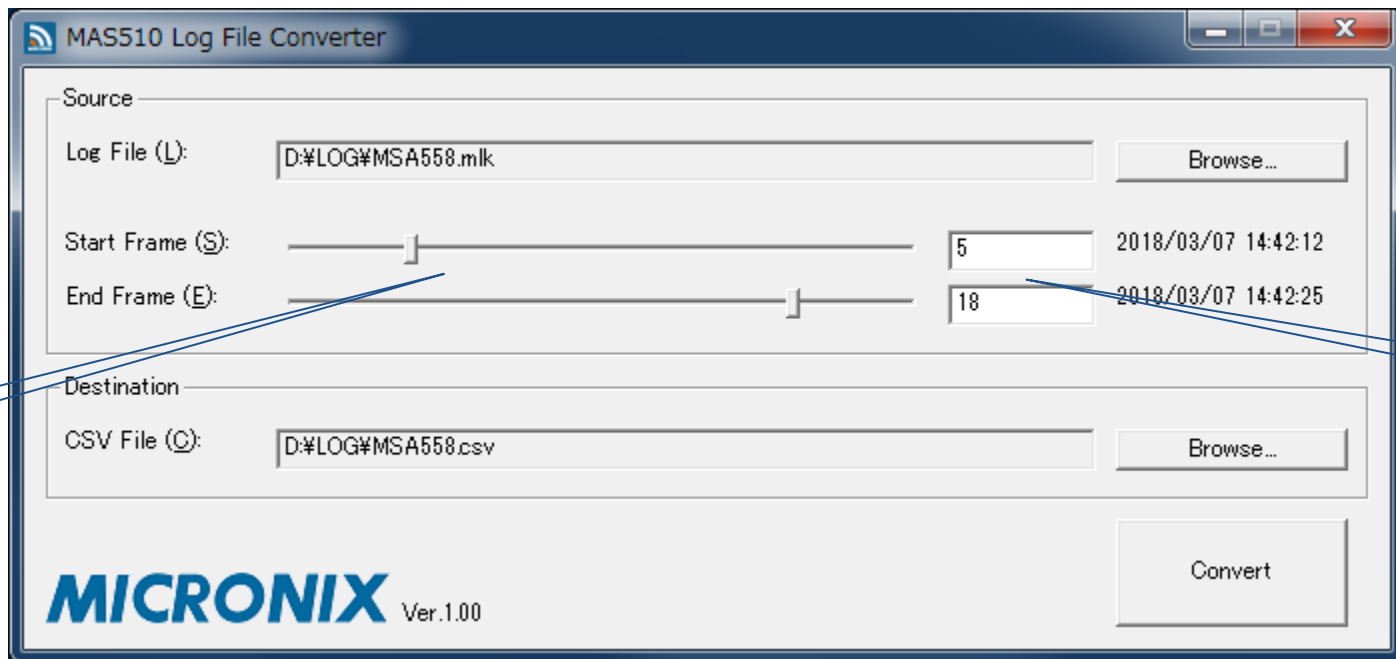 MAS510 Log File Converter
Source
Log File (L): D:¥LOG¥MSA558.mlk Browse...
Start Frame (S): 5 2018/03/07 14:42:12
End Frame (E): 18 2018/03/07 14:42:25
Destination
CSV File (C): D:¥LOG¥MSA558.csv Browse...
Convert
MICRONIX Ver.1.00